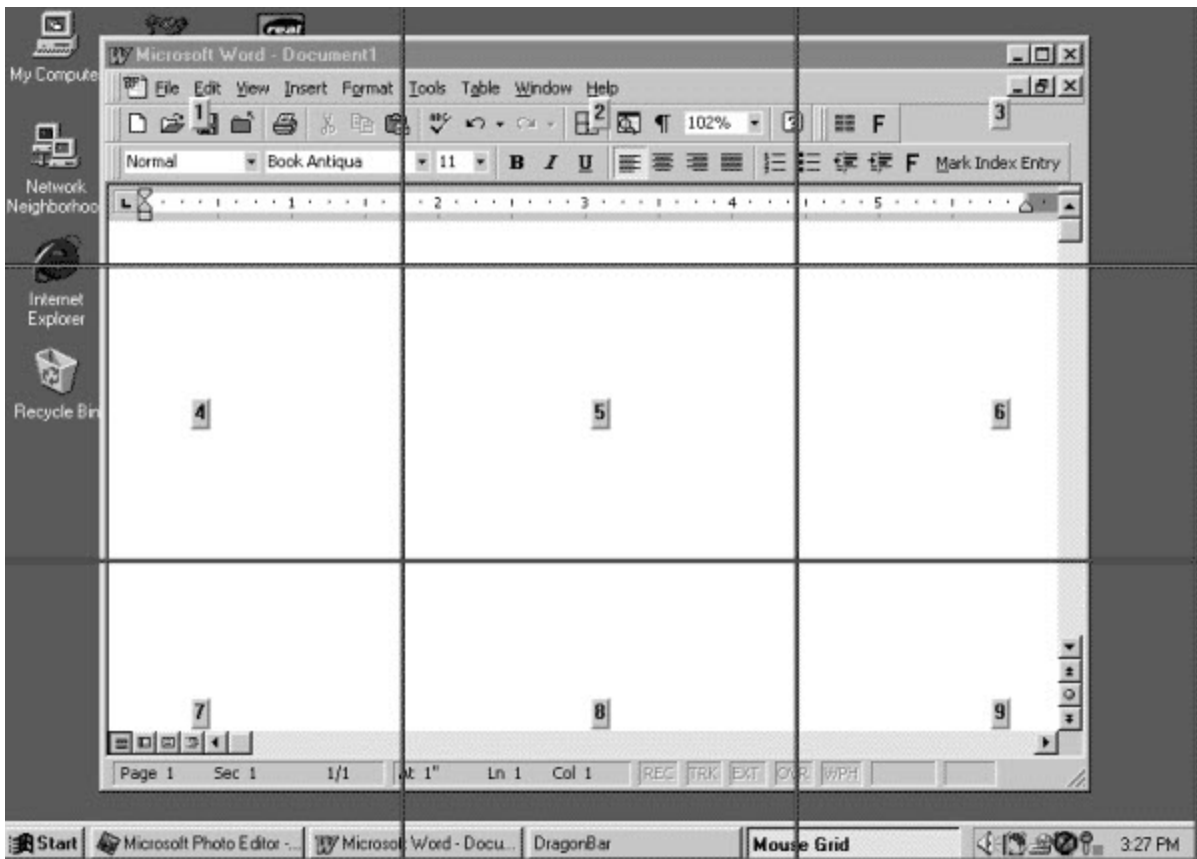 real
My Compute
Microsoft Word - Document1
File Edit View Insert Format Tools Table Window Help
1 2 3
102% F
Normal Book Antiqua 11 B I U F Mark Index Entry
Network
Neighborhoo
1 2 3 4 5
Internet
Explorer
Recycle Bin
4 5 6
7 8 9
Page 1 Sec 1 1/1 At 1" Ln 1 Col 1 REC TRK EXT OVR WPH
Start Microsoft Photo Editor -... Microsoft Word - Docu... DragonBar Mouse Grid 3:27 PM